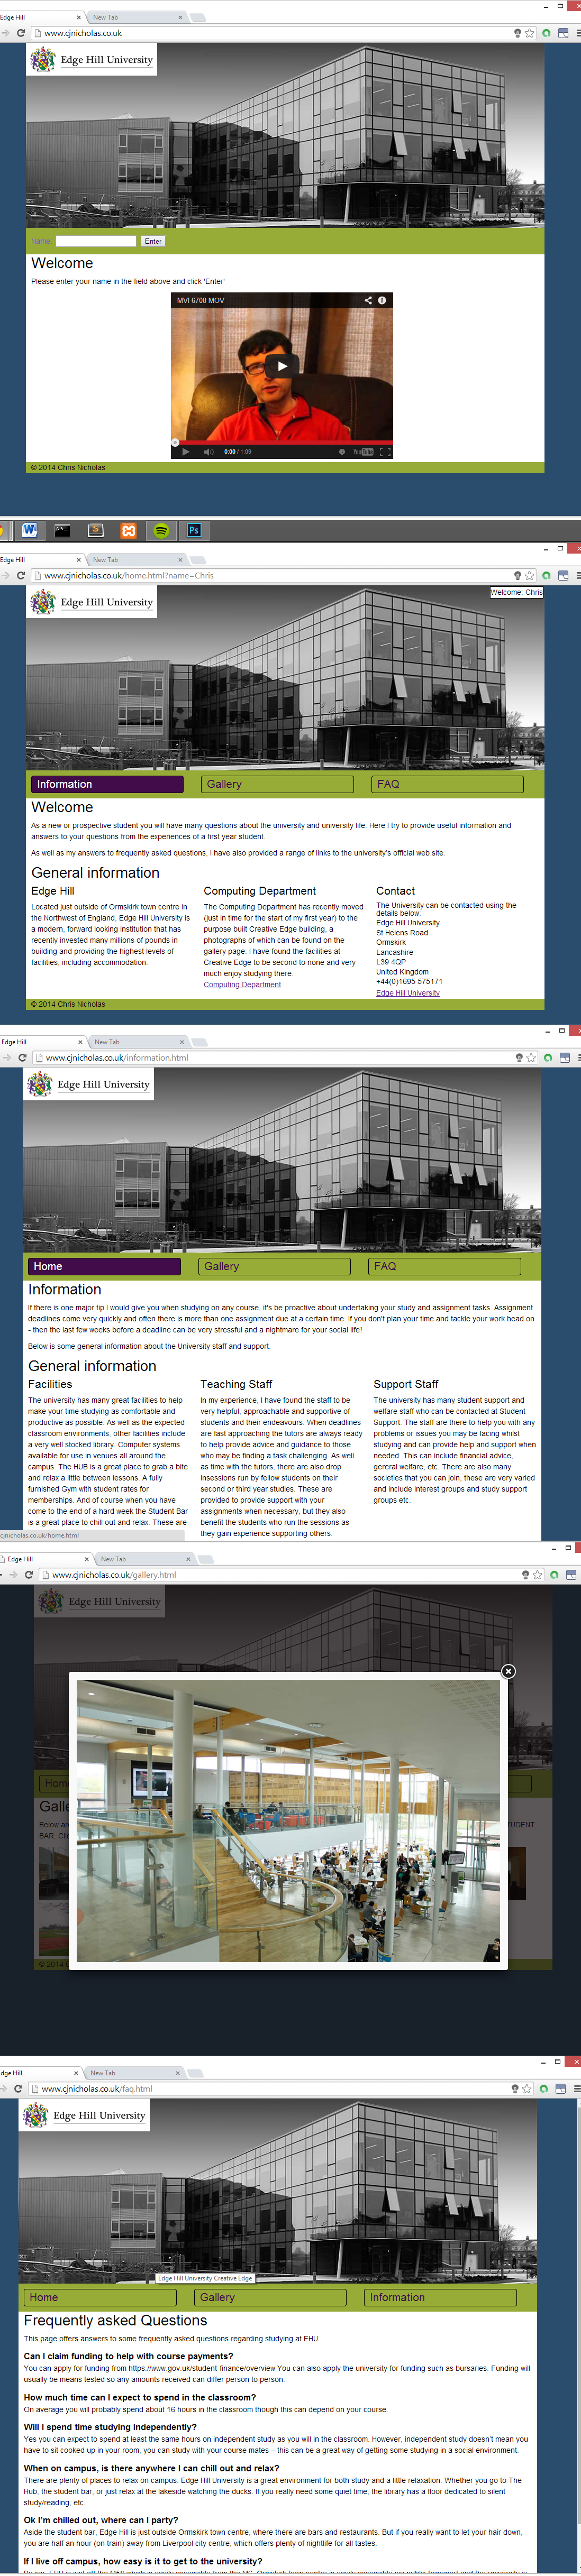 Edge Hill
New Tab
www.cjnicholas.co.uk
Edge Hill University
Name:
Enter
Welcome
Please enter your name in the field above and click 'Enter'
MVI 6708 MOV
0:00 / 1:09
YouTube
© 2014 Chris Nicholas
Edge Hill
New Tab
www.cjnicholas.co.uk/home.html?name=Chris
Edge Hill University
Welcome: Chris
Information
Gallery
FAQ
Welcome
As a new or prospective student you will have many questions about the university and university life. Here I try to provide useful information and
answers to your questions from the experiences of a first year student.
As well as my answers to frequently asked questions, I have also provided a range of links to the university's official web site.
General information
Edge Hill
Located just outside of Ormskirk town centre in
the Northwest of England, Edge Hill University is
a modern, forward looking institution that has
recently invested many millions of pounds in
building and providing the highest levels of
facilities, including accommodation.
Computing Department
The Computing Department has recently moved
(just in time for the start of my first year) to the
purpose built Creative Edge building, a
photographs of which can be found on the
gallery page. I have found the facilities at
Creative Edge to be second to none and very
much enjoy studying there.
Computing Department
Contact
The University can be contacted using the
details below.
Edge Hill University
St Helens Road
Ormskirk
Lancashire
L39 4QP
United Kingdom
+44(0)1695 575171
Edge Hill University
© 2014 Chris Nicholas
Edge Hill
New Tab
www.cjnicholas.co.uk/information.html
Edge Hill University
Home
Gallery
FAQ
Information
If there is one major tip I would give you when studying on any course, it's be proactive about undertaking your study and assignment tasks. Assignment
deadlines come very quickly and often there is more than one assignment due at a certain time. If you don't plan your time and tackle your work head on
- then the last few weeks before a deadline can be very stressful and a nightmare for your social life!
Below is some general information about the University staff and support.
General information
Facilities
The university has many great facilities to help
make your time studying as comfortable and
productive as possible. As well as the expected
classroom environments, other facilities include
a very well stocked library. Computer systems
available for use in venues all around the
campus. The HUB is a great place to grab a bite
and relax a little between lessons. A fully
furnished Gym with student rates for
memberships. And of course when you have
come to the end of a hard week the Student Bar
is a great place to chill out and relax. These are
cjnicholas.co.uk/home.html
Teaching Staff
In my experience, I have found the staff to be
very helpful, approachable and supportive of
students and their endeavours. When deadlines
are fast approaching the tutors are always ready
to help provide advice and guidance to those
who may be finding a task challenging. As well
as time with the tutors, there are also drop
insessions run by fellow students on their
second or third year studies. These are
provided to provide support with your
assignments when necessary, but they also
benefit the students who run the sessions as
they gain experience supporting others.
Support Staff
The university has many student support and
welfare staff who can be contacted at Student
Support. The staff are there to help you with any
problems or issues you may be facing whilst
studying and can provide help and support when
needed. This can include financial advice,
gereral welfare, etc. There are also many
societies that you can join, these are very varied
and include interest groups and study support
groups etc.
Edge Hill
New Tab
www.cjnicholas.co.uk/gallery.html
Edge Hill University
Hom
Galle
Below are
TUDENT
BAR. Clic
© 2014 C
dge Hill
New Tab
www.cjnicholas.co.uk/faq.html
Edge Hill University
Edge Hill University Creative Edge
Home
Gallery
Information
Frequently asked Questions
This page offers answers to some frequently asked questions regarding studying at EHU.
Can I claim funding to help with course payments?
You can apply for funding from https://www.gov.uk/student-finance/overview You can also apply the university for funding such as bursaries. Funding will
usually be means tested so any amounts received can differ person to person.
How much time can I expect to spend in the classroom?
On average you will probably spend about 16 hours in the classroom though this can depend on your course.
Will I spend time studying independently?
Yes you can expect to spend at least the same hours on independent study as you will in the classroom. However, independent study doesn't mean you
have to sit cooked up in your room, you can study with your course mates – this can be a great way of getting some studying in a social environment.
When on campus, is there anywhere I can chill out and relax?
There are plenty of places to relax on campus. Edge Hill University is a great environment for both study and a little relaxation. Whether you go to The
Hub, the student bar, or just relax at the lakeside watching the ducks. If you really need some quiet time, the library has a floor dedicated to silent
study/reading, etc.
Ok I'm chilled out, where can I party?
Aside the student bar, Edge Hill is just outside Ormskirk town centre, where there are bars and restaurants. But if you really want to let your hair down,
you are half an hour (on train) away from Liverpool city centre, which offers plenty of nightlife for all tastes.
If I live off campus, how easy is it to get to the university?